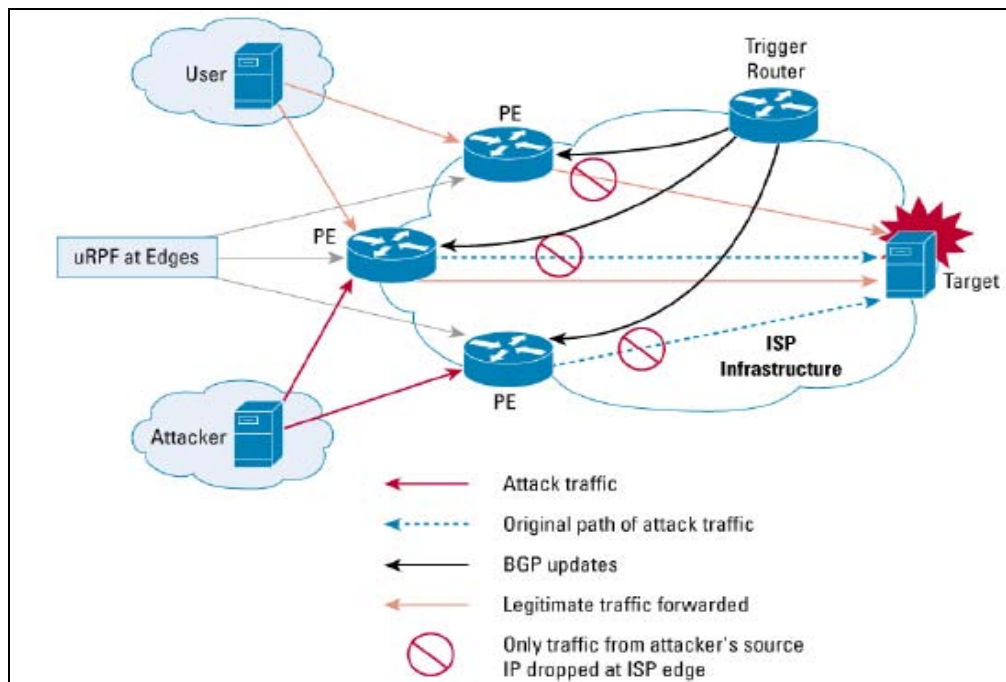 User
Trigger
Router
PE
PE
uRPF at Edges
Target
ISP
Infrastructure
PE
Attacker
Attack traffic
Original path of attack traffic
BGP updates
Legitimate traffic forwarded
Only traffic from attacker's source
IP dropped at ISP edge